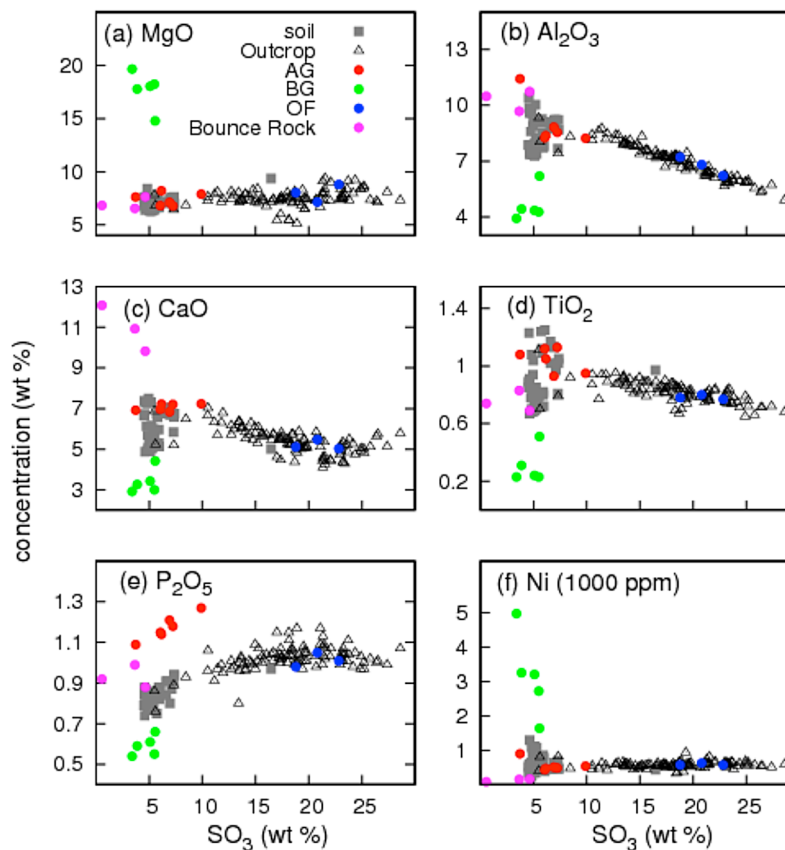 (a) MgO
soil
Outcrop
AG
BG
OF
Bounce Rock
20
15
10
5
(b) Al₂O₃
13
10
7
4
(c) CaO
13
11
9
7
5
3
(d) TiO₂
1.4
1
0.6
0.2
concentration (wt %)
(e) P₂O₅
1.3
1.1
0.9
0.7
0.5
5 10 15 20 25
SO₃ (wt %)
(f) Ni (1000 ppm)
5
4
3
2
1
5 10 15 20 25
SO₃ (wt %)